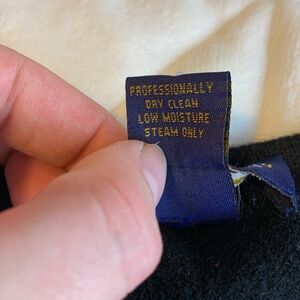 PROFESSIONALLY
DRY CLEAN
LOW MOISTURE
STEAM ONLY